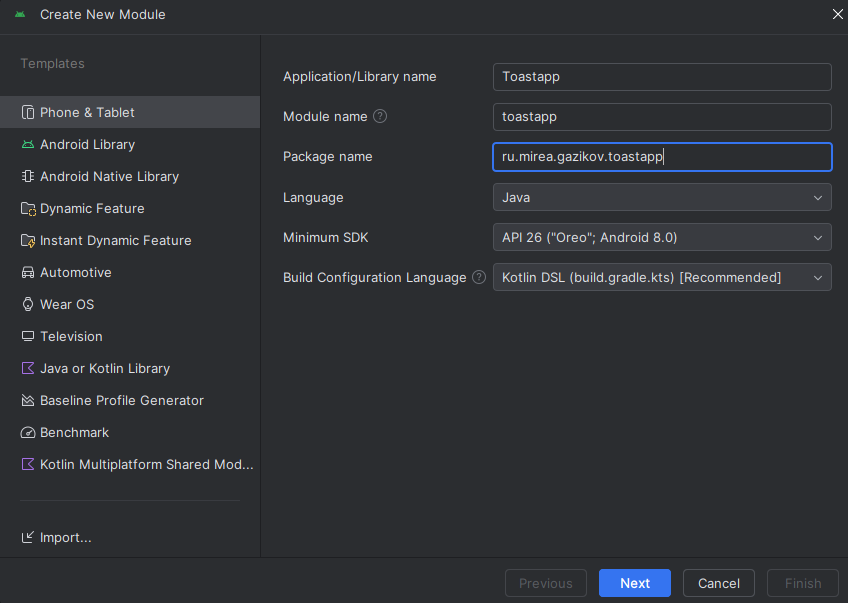 Create New Module
Templates
Phone & Tablet
Android Library
Android Native Library
Dynamic Feature
Instant Dynamic Feature
Automotive
Wear OS
Television
Java or Kotlin Library
Baseline Profile Generator
Benchmark
Kotlin Multiplatform Shared Mod...
Import...
Application/Library name
Toastapp
Module name ?
toastapp
Package name
ru.mirea.gazikov.toastapp
Language
Java
Minimum SDK
API 26 ("Oreo"; Android 8.0)
Build Configuration Language ?
Kotlin DSL (build.gradle.kts) [Recommended]
Previous
Next
Cancel
Finish